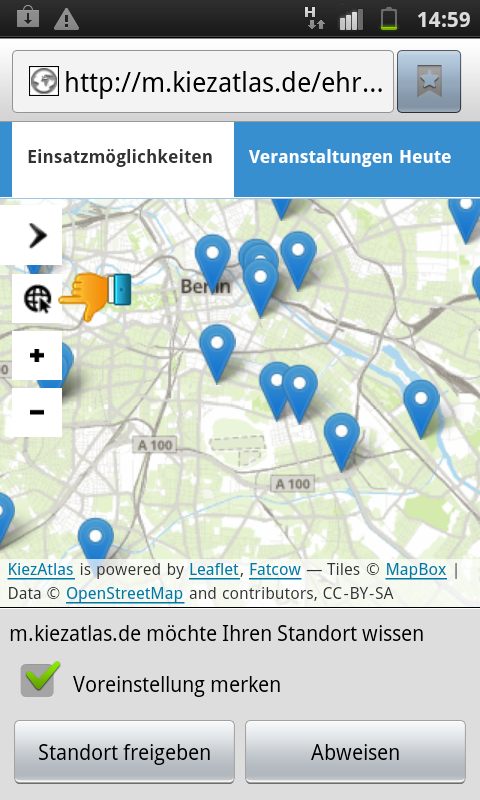 H
14:59
http://m.kiezatlas.de/ehr...
Einsatzmöglichkeiten
Veranstaltungen Heute
Berlin
+
A 100
−
A 100
KiezAtlas is powered by Leaflet, Fatcow — Tiles © MapBox |
Data © OpenStreetMap and contributors, CC-BY-SA
m.kiezatlas.de möchte Ihren Standort wissen
Voreinstellung merken
Standort freigeben
Abweisen